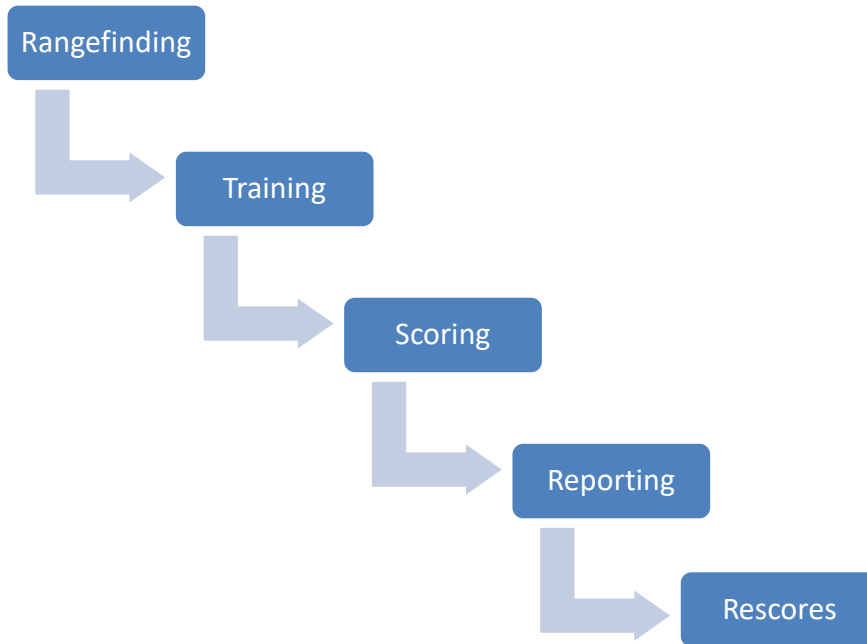 Rangefinding
Training
Scoring
Reporting
Rescores